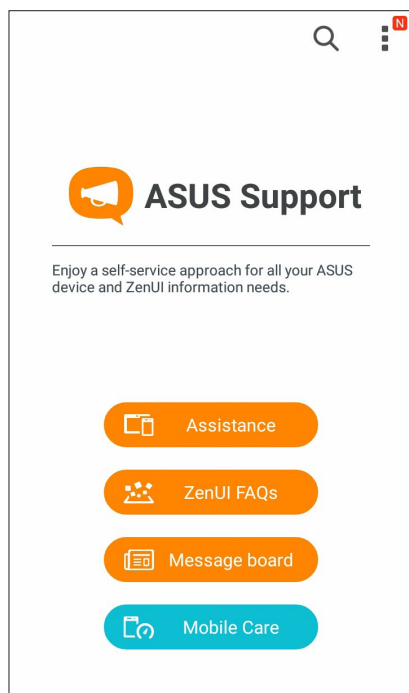 N
ASUS Support
Enjoy a self-service approach for all your ASUS
device and ZenUI information needs.
Assistance
ZenUI FAQs
Message board
Mobile Care